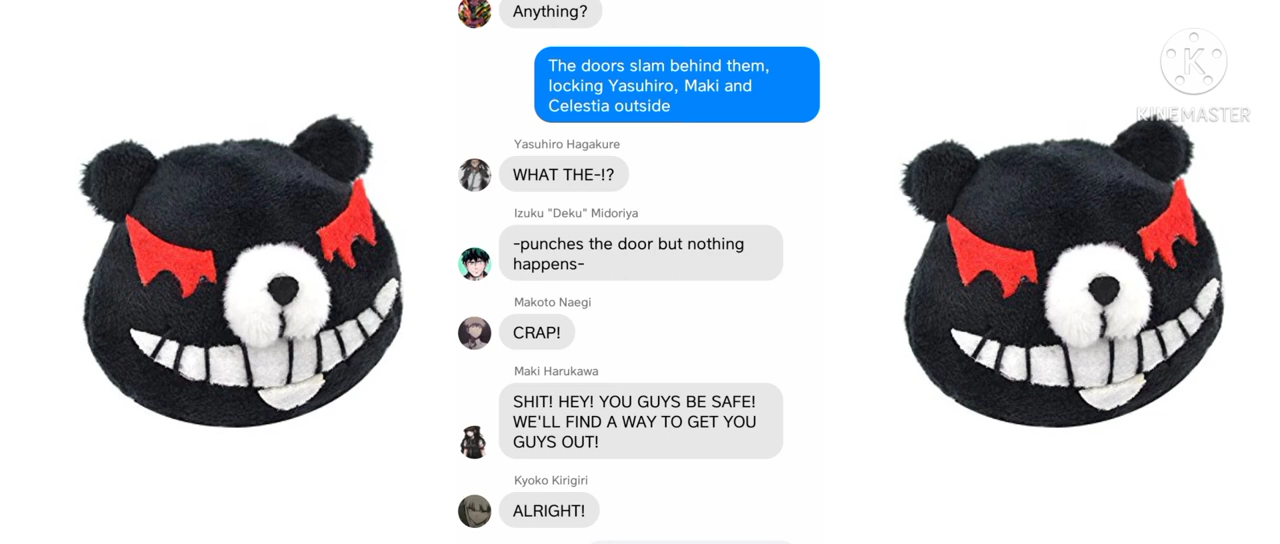 Anything?
The doors slam behind them,
locking Yasuhiro, Maki and
Celestia outside
Yasuhiro Hagakure
WHAT THE-!?
Izuku "Deku" Midoriya
-punches the door but nothing
happens-
Makoto Naegi
CRAP!
Maki Harukawa
SHIT! HEY! YOU GUYS BE SAFE!
WE'LL FIND A WAY TO GET YOU
GUYS OUT!
Kyoko Kirigiri
ALRIGHT!
K
KINEMASTER